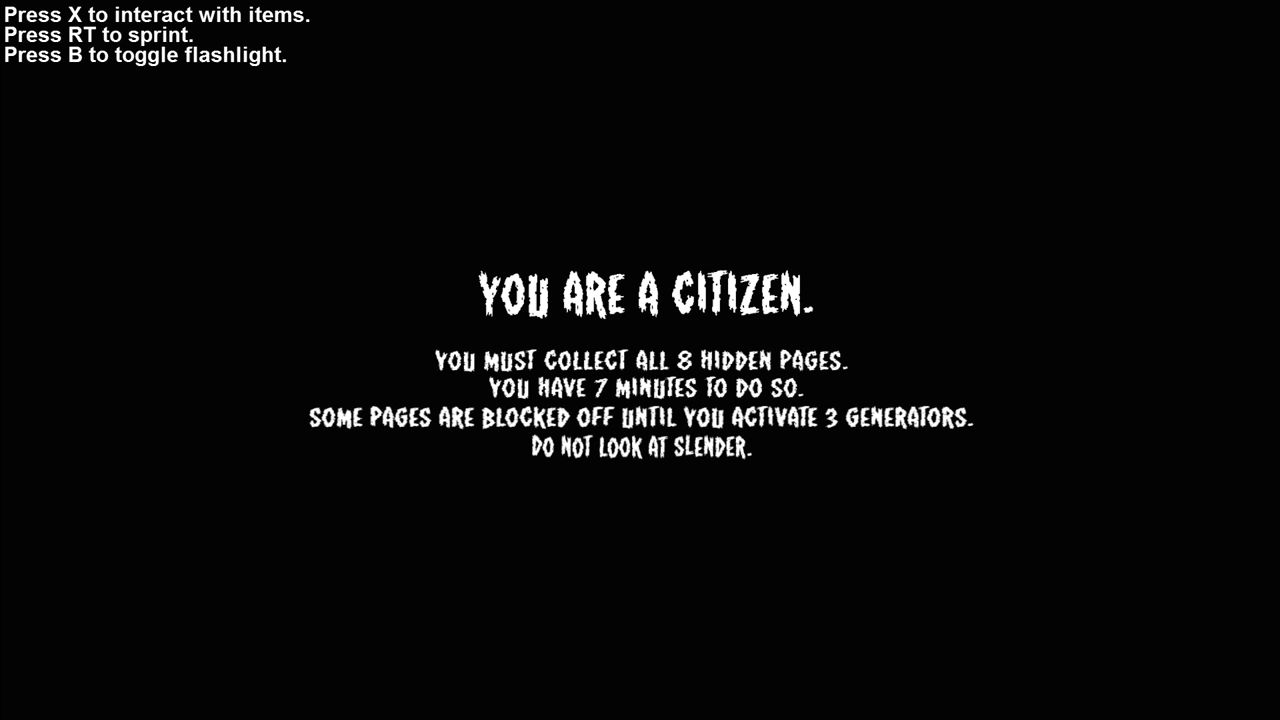 Press X to interact with items.
Press RT to sprint.
Press B to toggle flashlight.
YOU ARE A CITIZEN.
YOU MUST COLLECT ALL 8 HIDDEN PAGES.
YOU HAVE 7 MINUTES TO DO SO.
SOME PAGES ARE BLOCKED OFF UNTIL YOU ACTIVATE 3 GENERATORS.
DO NOT LOOK AT SLENDER.